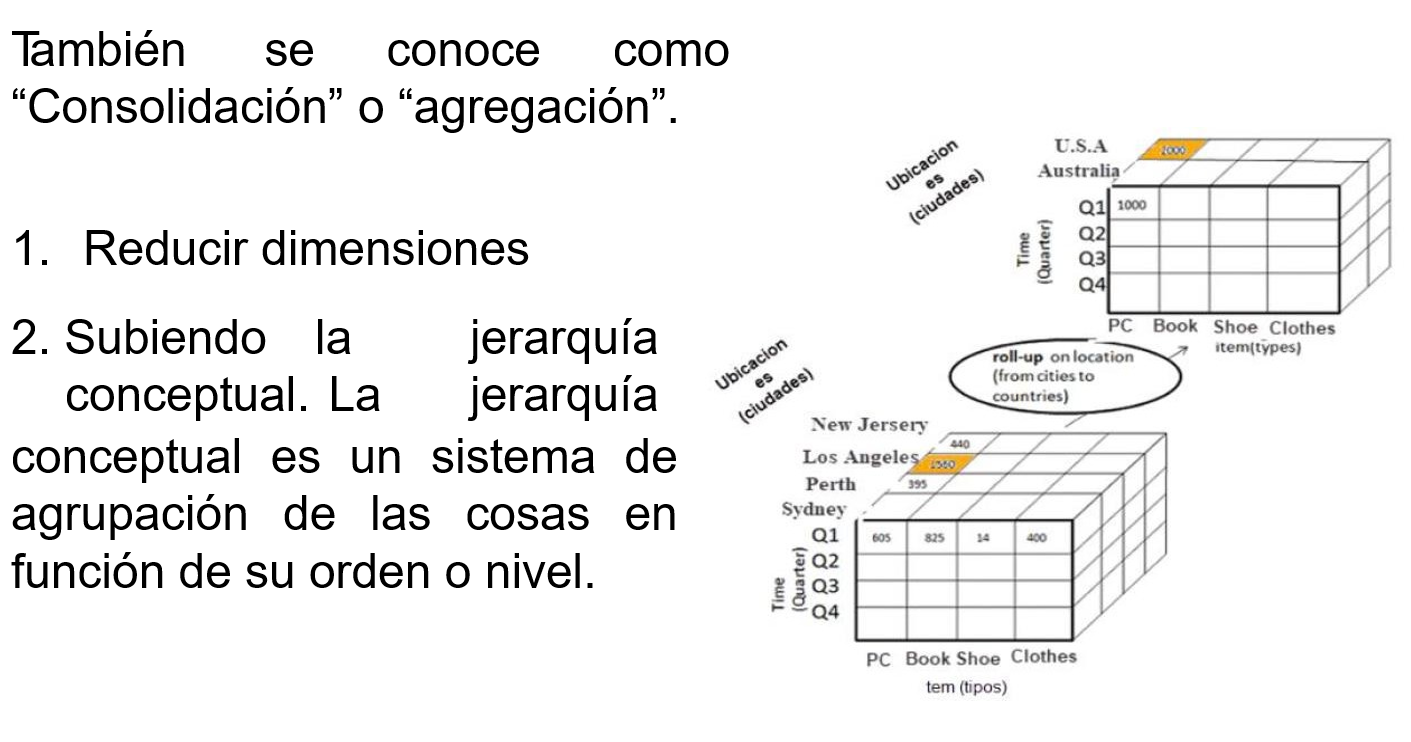 También se conoce como
“Consolidación” o “agregación”.
1. Reducir dimensiones
2. Subiendo la jerarquía
conceptual. La jerarquía
conceptual es un sistema de
agrupación de las cosas en
función de su orden o nivel.
Ubicacion
es
(ciudades)
U.S.A
Australia
2000
Time
(Quarter)
Q1 1000
Q2
Q3
Q4
PC Book Shoe Clothes
item(types)
roll-up on location
(from cities to
countries)
Ubicacion
es
(ciudades)
New Jersery
440
Los Angeles
1560
Perth
395
Sydney
Time
(Quarter)
Q1 605 825 14 400
Q2
Q3
Q4
PC Book Shoe Clothes
tem (tipos)